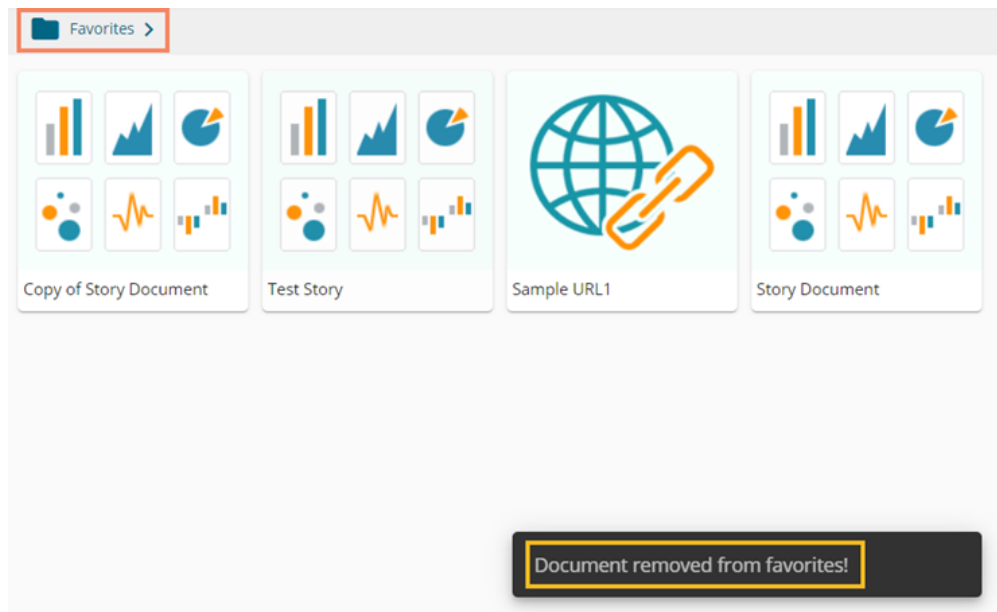 Favorites
Copy of Story Document
Test Story
Sample URL1
Story Document
Document removed from favorites!